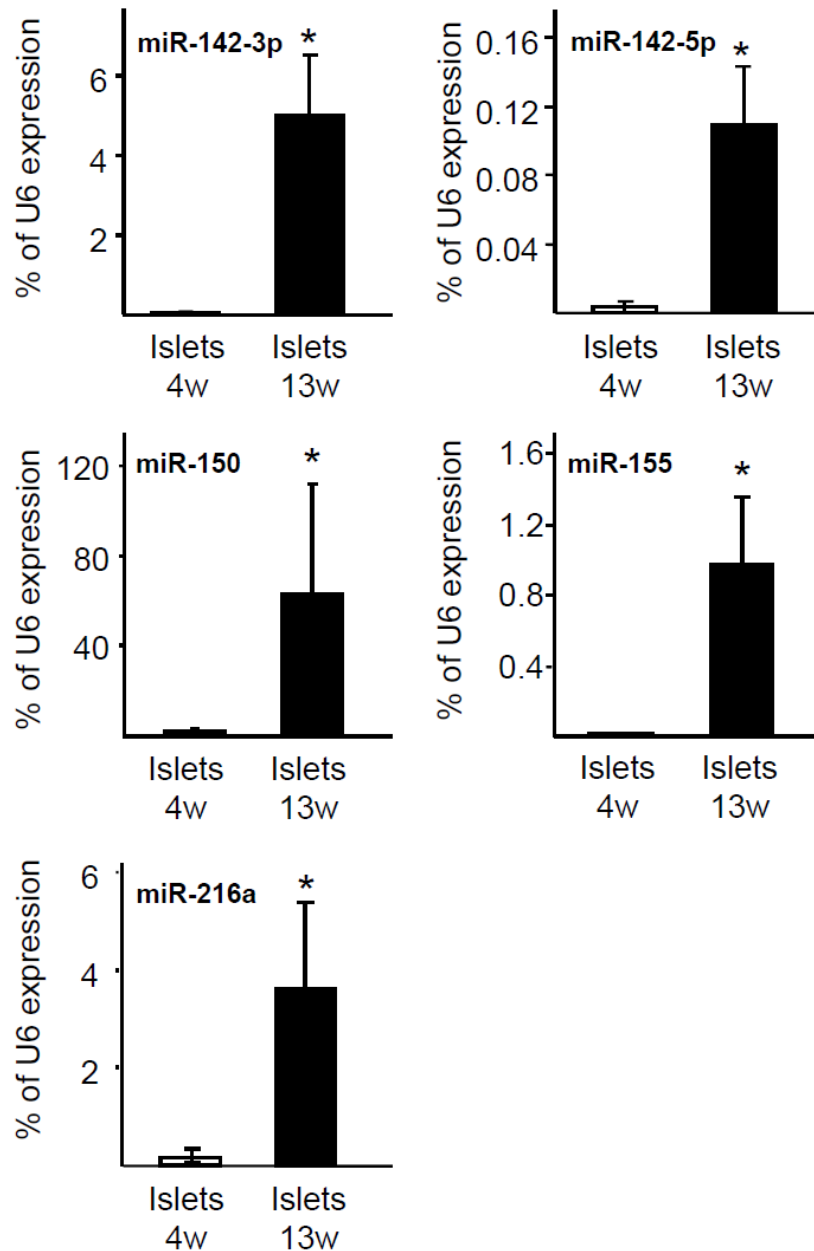 % of U6 expression
miR-142-3p
*
6
4
2
Islets
4w
Islets
13w
% of U6 expression
miR-142-5p
*
0.16
0.12
0.08
0.04
Islets
4w
Islets
13w
% of U6 expression
miR-150
*
120
80
40
Islets
4w
Islets
13w
% of U6 expression
miR-155
*
1.6
1.2
0.8
0.4
Islets
4w
Islets
13w
% of U6 expression
miR-216a
*
6
4
2
Islets
4w
Islets
13w